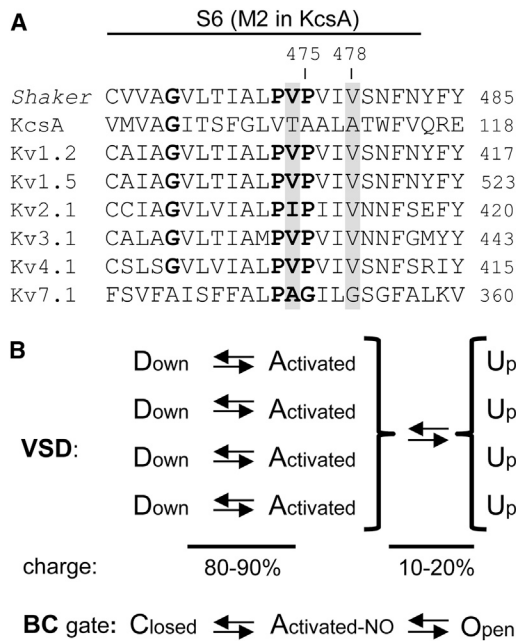 A
S6 (M2 in KcsA)
475 478
Shaker CVVAGVLTIALPVPVIVSNFNYFY 485
KcsA VMVAGITSFGLVTAALATWFVQRE 118
Kv1.2 CAIAGVLTIALPVPVIVSNFNYFY 417
Kv1.5 CAIAGVLTIALPVPVIVSNFNYFY 523
Kv2.1 CCIAGVLVIALPIPIIVNNFSEFY 420
Kv3.1 CALAGVLTIAMPVPVIVNNFGMYY 443
Kv4.1 CSLSGVLVIALPVPVIVSNFSRIY 415
Kv7.1 FSVFAISFFALPAGILGSGFALKV 360
B
Down Activated Up
Down Activated Up
VSD:
Down Activated Up
Down Activated Up
charge: 80-90% 10-20%
BC gate: Closed Activated-NO Open